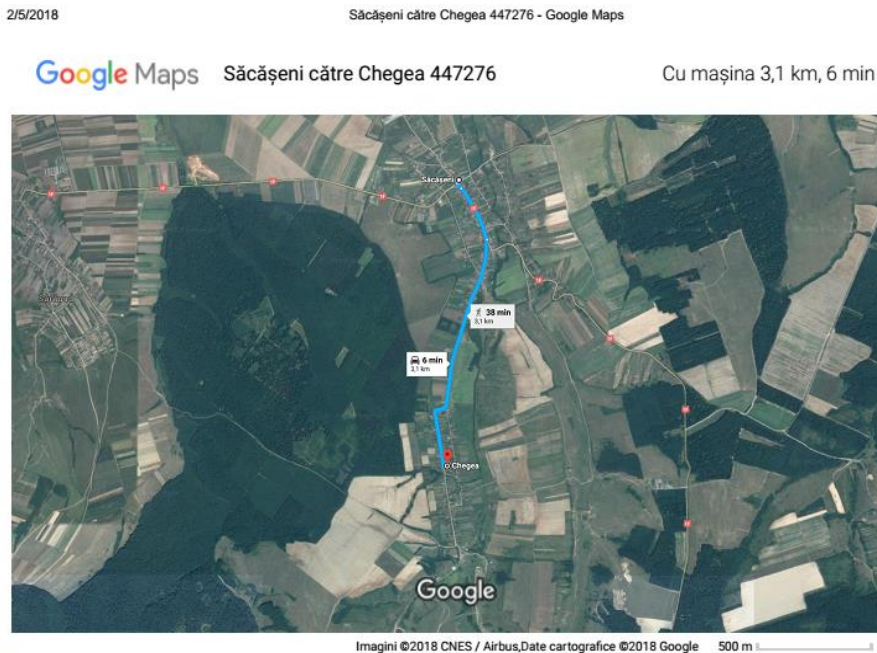 2/5/2018 Săcășeni către Chegea 447276 - Google Maps
Google Maps Săcășeni către Chegea 447276 Cu mașina 3,1 km, 6 min
Săcășeni
38 min
3,1 km
6 min
3,1 km
Chegea
Google
Imagini ©2018 CNES / Airbus,Date cartografice ©2018 Google 500 m